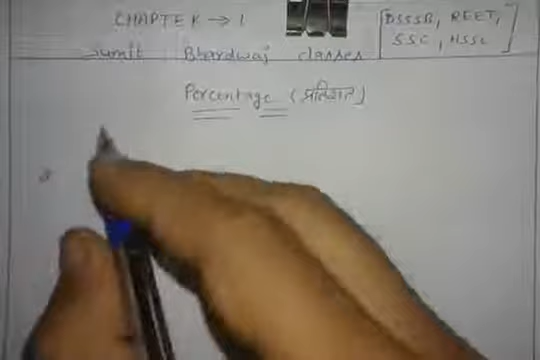 CHAPTER → 1
[DSSSB, REET, SSC, HSSC]
Sumit Bhardwaj classes
Percentage (प्रतिशत)